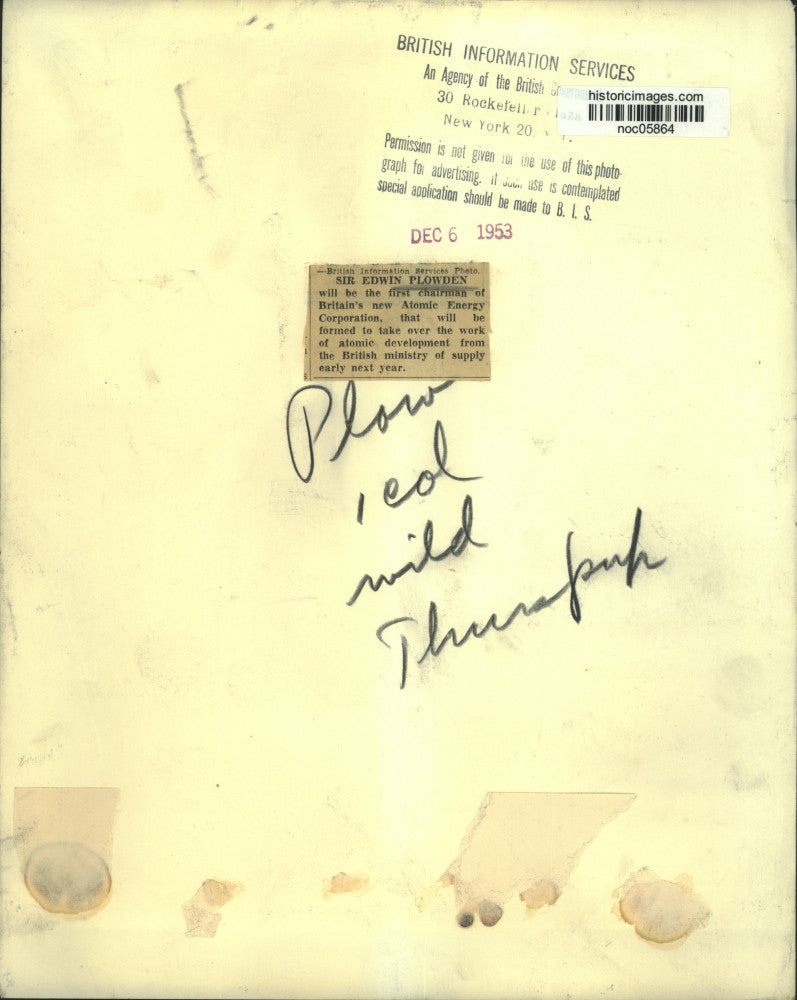 BRITISH INFORMATION SERVICES
An Agency of the British
30 Rockefeller
New York 20
historicimages.com
noc05864
Permission is not given for the use of this photo-
graph for advertising. If such use is contemplated
special application should be made to B. I. S.
DEC 6 1953
—British Information Services Photo.
SIR EDWIN PLOWDEN
will be the first chairman of
Britain's new Atomic Energy
Corporation, that will be
formed to take over the work
of atomic development from
the British ministry of supply
early next year.
Plow
1 col
wild
Thurs